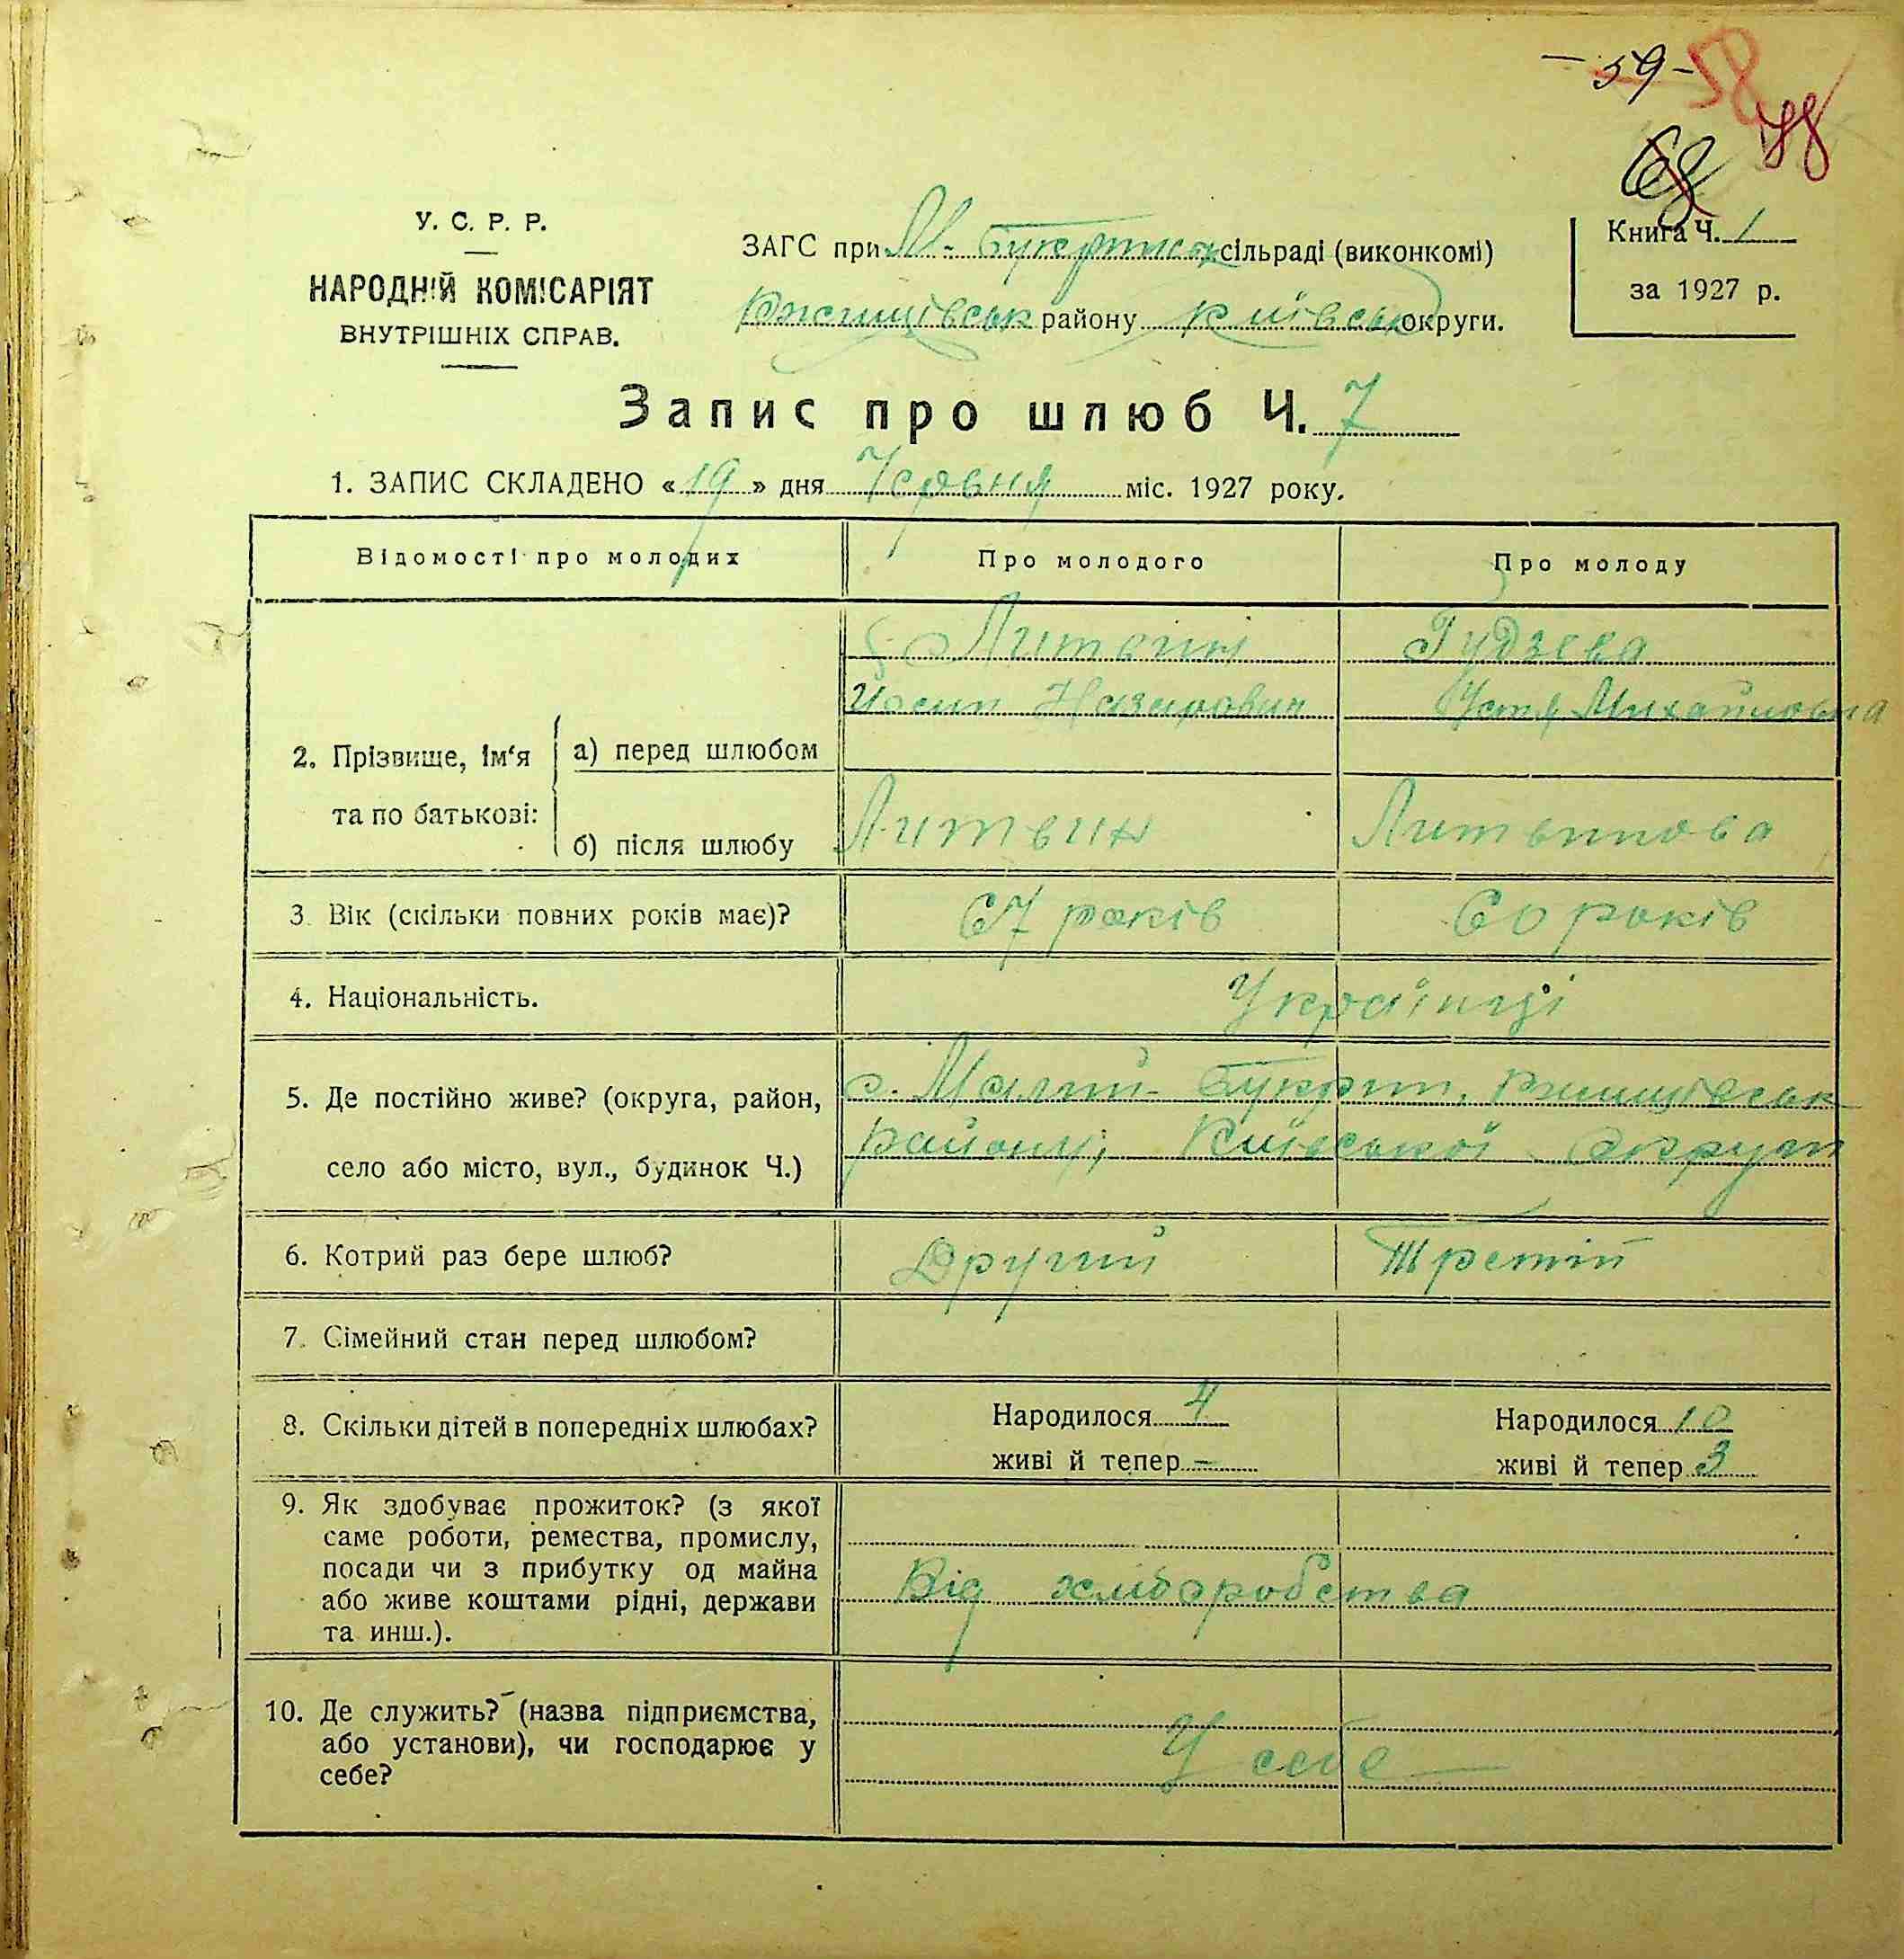 - 59 -
58
78
68
У. С. Р. Р.
НАРОДНІЙ КОМІСАРІЯТ
ВНУТРІШНІХ СПРАВ.
ЗАГС при М- Букринськ сільраді (виконкомі)
Ржищівськ району Київськ округи.
Книга Ч. 1
за 1927 р.
Запис про шлюб Ч. 7
1. ЗАПИС СКЛАДЕНО « 19 » дня Червня міс. 1927 року.
Відомості про молодих
Про молодого
Про молоду
2. Прізвище, ім'я
та по батькові:
а) перед шлюбом
Литвин
Йосип Назарович
Гудзева
Устя Михайловна
б) після шлюбу
Литвин
Литвинова
3. Вік (скільки повних років має)?
67 років
60 років
4. Національність.
Українці
5. Де постійно живе? (округа, район,
село або місто, вул., будинок Ч.)
с. Малий- Букрин, Ржищівськ
району, Київської округи
6. Котрий раз бере шлюб?
Другий
Третій
7. Сімейний стан перед шлюбом?
8. Скільки дітей в попередніх шлюбах?
Народилося 4
живі й тепер -
Народилося 10
живі й тепер 3
9. Як здобуває прожиток? (з якої
саме роботи, ремества, промислу,
посади чи з прибутку од майна
або живе коштами рідні, держави
та инш.).
Від хліборобства
10. Де служить? (назва підприємства,
або установи), чи господарює у
себе?
У себе